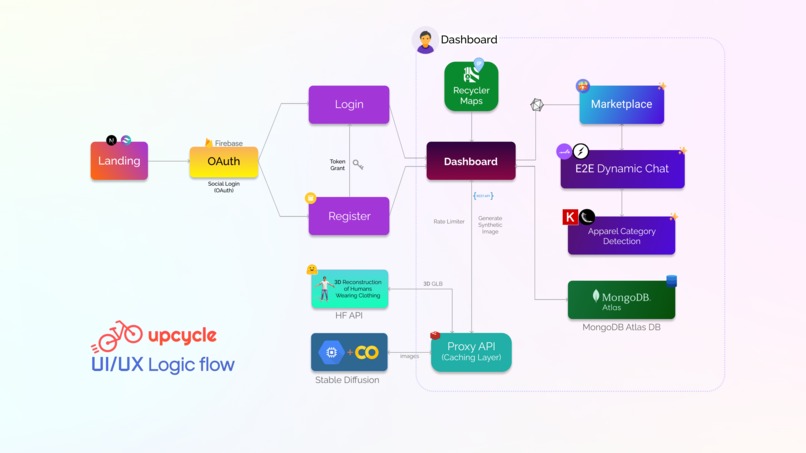 Dashboard
Recycler
Maps
Login
Marketplace
Firebase
Landing
OAuth
Social Login
(OAuth)
Token
Grant
Dashboard
E2E Dynamic Chat
REST API
Register
Rate Limiter
Generate
Synthetic
Image
Apparel Category
Detection
3D Reconstruction
of Humans
Wearing Clothing
HF API
3D GLB
MongoDB.
Atlas
MongoDB Atlas DB
upcycle
UI/UX Logic flow
+
Stable Diffusion
images
Proxy API
(Caching Layer)
N
K